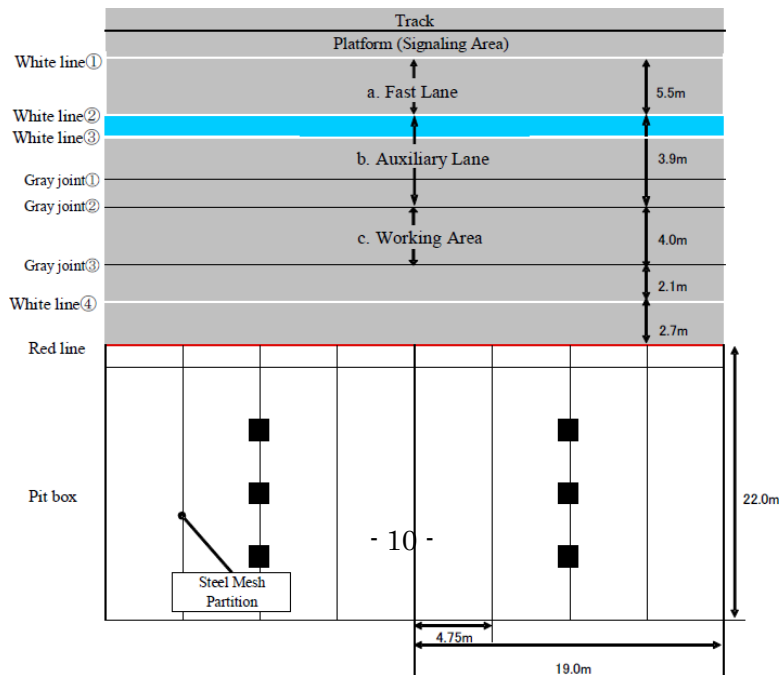 Track
Platform (Signaling Area)
White line①
a. Fast Lane
5.5m
White line②
White line③
b. Auxiliary Lane
3.9m
Gray joint①
Gray joint②
c. Working Area
4.0m
Gray joint③
2.1m
White line④
2.7m
Red line
Pit box
22.0m
- 10 -
Steel Mesh
Partition
4.75m
19.0m